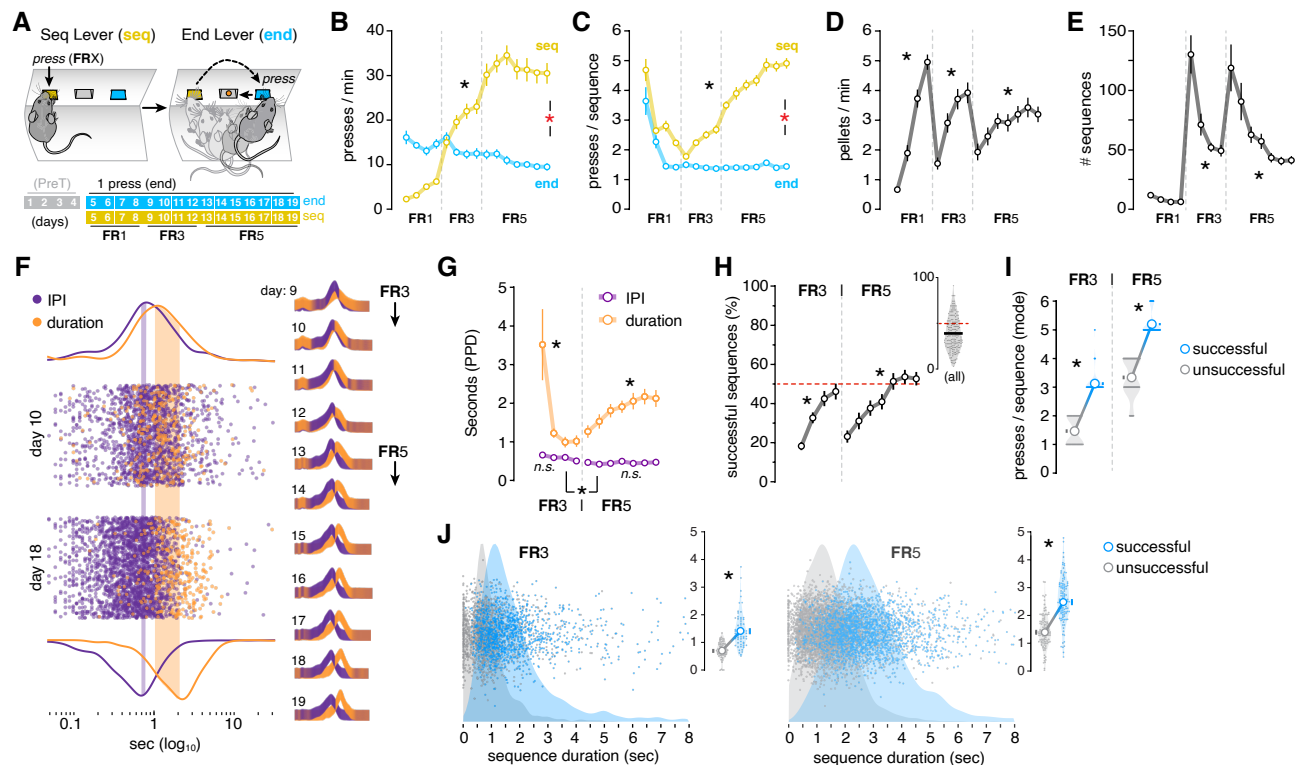 A
Seq Lever (seq)
End Lever (end)
press (FRX)
press
(PreT)
1 press (end)
1 2 3 4
5 6 7 8 9 10 11 12 13 14 15 16 17 18 19 end
(days)
5 6 7 8 9 10 11 12 13 14 15 16 17 18 19 seq
FR1 FR3 FR5
B
presses / min
40
30
20
10
0
seq
*
*
end
FR1 FR3 FR5
C
presses / sequence
6
5
4
3
2
1
0
seq
*
*
end
FR1 FR3 FR5
D
pellets / min
6
5
4
3
2
1
0
* * *
FR1 FR3 FR5
E
# sequences
150
125
100
75
50
25
0
* *
FR1 FR3 FR5
F
IPI
duration
day 10
day 18
0.1 1 10
sec (log10)
day: 9
10
11
12
13
14
15
16
17
18
19
FR3
FR5
G
IPI
duration
Seconds (PPD)
5
4
3
2
1
0
* *
n.s. n.s.
*
FR3 FR5
H
successful sequences (%)
100
80
60
40
20
0
FR3 FR5
* *
100
0
(all)
I
FR3 FR5
presses / sequence (mode)
6
5
4
3
2
1
0
* *
successful
unsuccessful
J
FR3
0 1 2 3 4 5 6 7 8
sequence duration (sec)
5
4
3
2
1
0
*
FR5
0 1 2 3 4 5 6 7 8
sequence duration (sec)
5
4
3
2
1
0
*
successful
unsuccessful